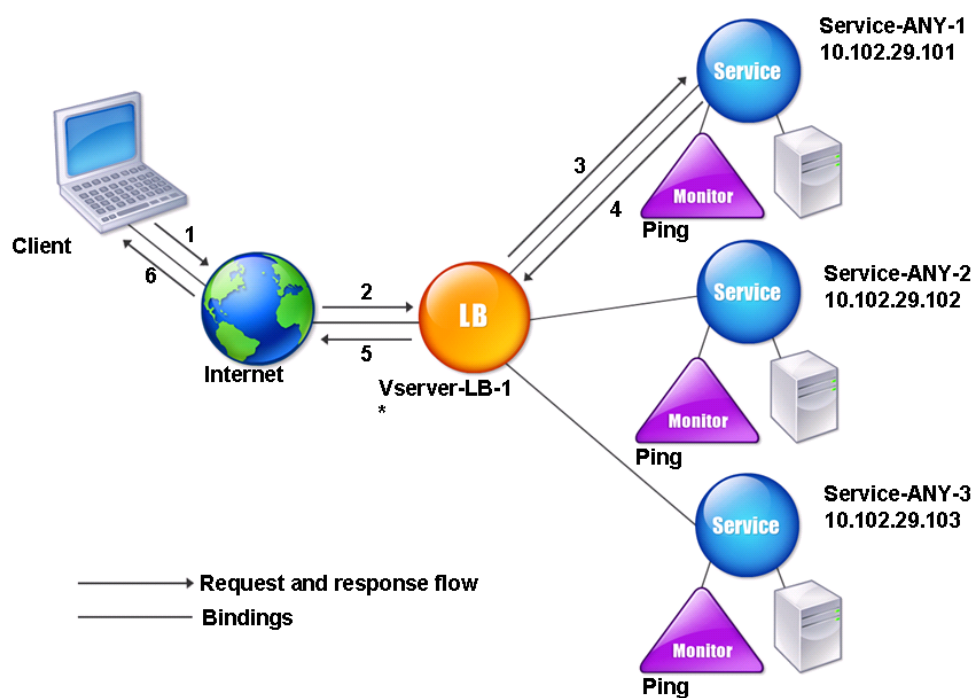 Service-ANY-1
10.102.29.101
Service
3
4
Monitor
Ping
Client
1
6
2
LB
5
Internet
Vserver-LB-1
*
Service-ANY-2
10.102.29.102
Service
Monitor
Ping
Service-ANY-3
10.102.29.103
Service
Monitor
Ping
Request and response flow
Bindings